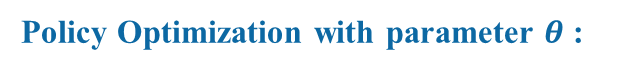 Policy Optimization with parameter θ :